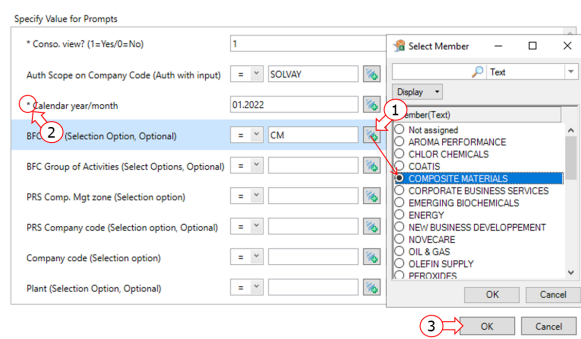 Specify Value for Prompts
* Conso. view? (1=Yes/0=No) 1
Auth Scope on Company Code (Auth with input) = SOLVAY
* Calendar year/month 01.2022
BFC (Selection Option, Optional) = CM
BFC Group of Activities (Select Options, Optional) =
PRS Comp. Mgt zone (Selection option) =
PRS Company code (Selection option, Optional) =
Company code (Selection option) =
Plant (Selection Option, Optional) =
Select Member
Text
Display
Member(Text)
Not assigned
AROMA PERFORMANCE
CHLOR CHEMICALS
COATIS
COMPOSITE MATERIALS
CORPORATE BUSINESS SERVICES
EMERGING BIOCHEMICALS
ENERGY
NEW BUSINESS DEVELOPPEMENT
NOVECARE
OIL & GAS
OLEFIN SUPPLY
PEROXIDES
OK Cancel
1
2
3
OK Cancel